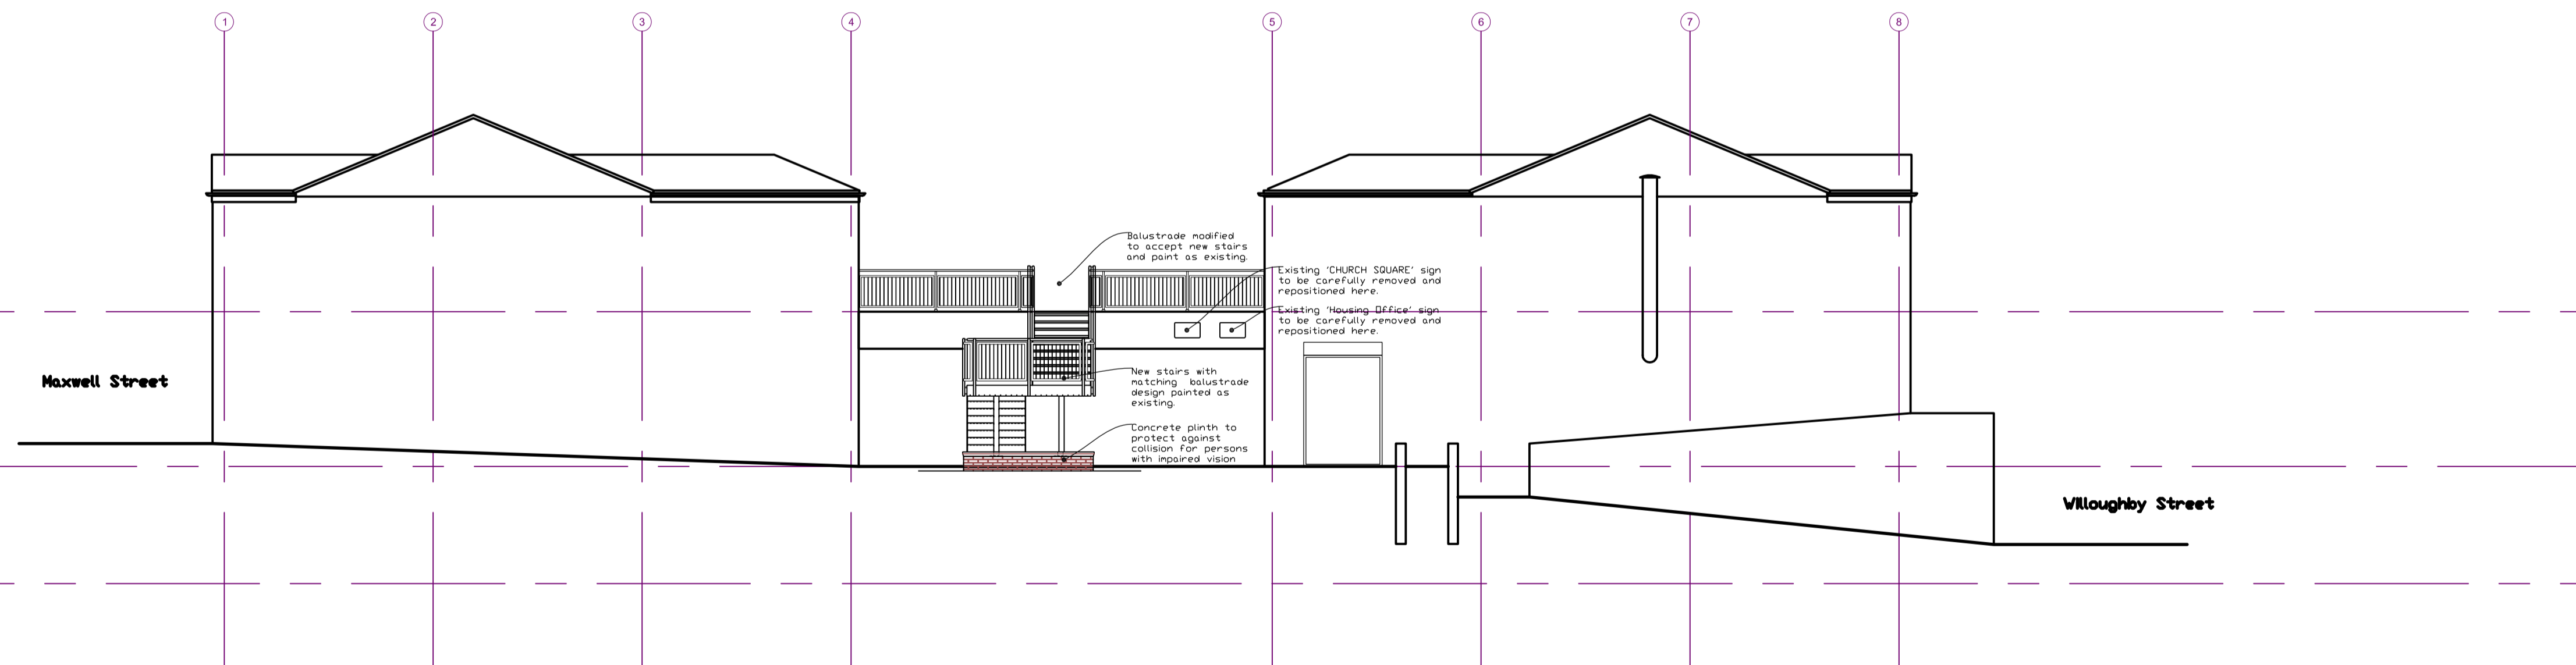 1 2 3 4 5 6 7 8
Balustrade modified
to accept new stairs
and paint as existing.
Existing 'CHURCH SQUARE' sign
to be carefully removed and
repositioned here.
Existing 'Housing Office' sign
to be carefully removed and
repositioned here.
New stairs with
matching balustrade
design painted as
existing.
Concrete plinth to
protect against
collision for persons
with impaired vision
Maxwell Street
Willoughby Street